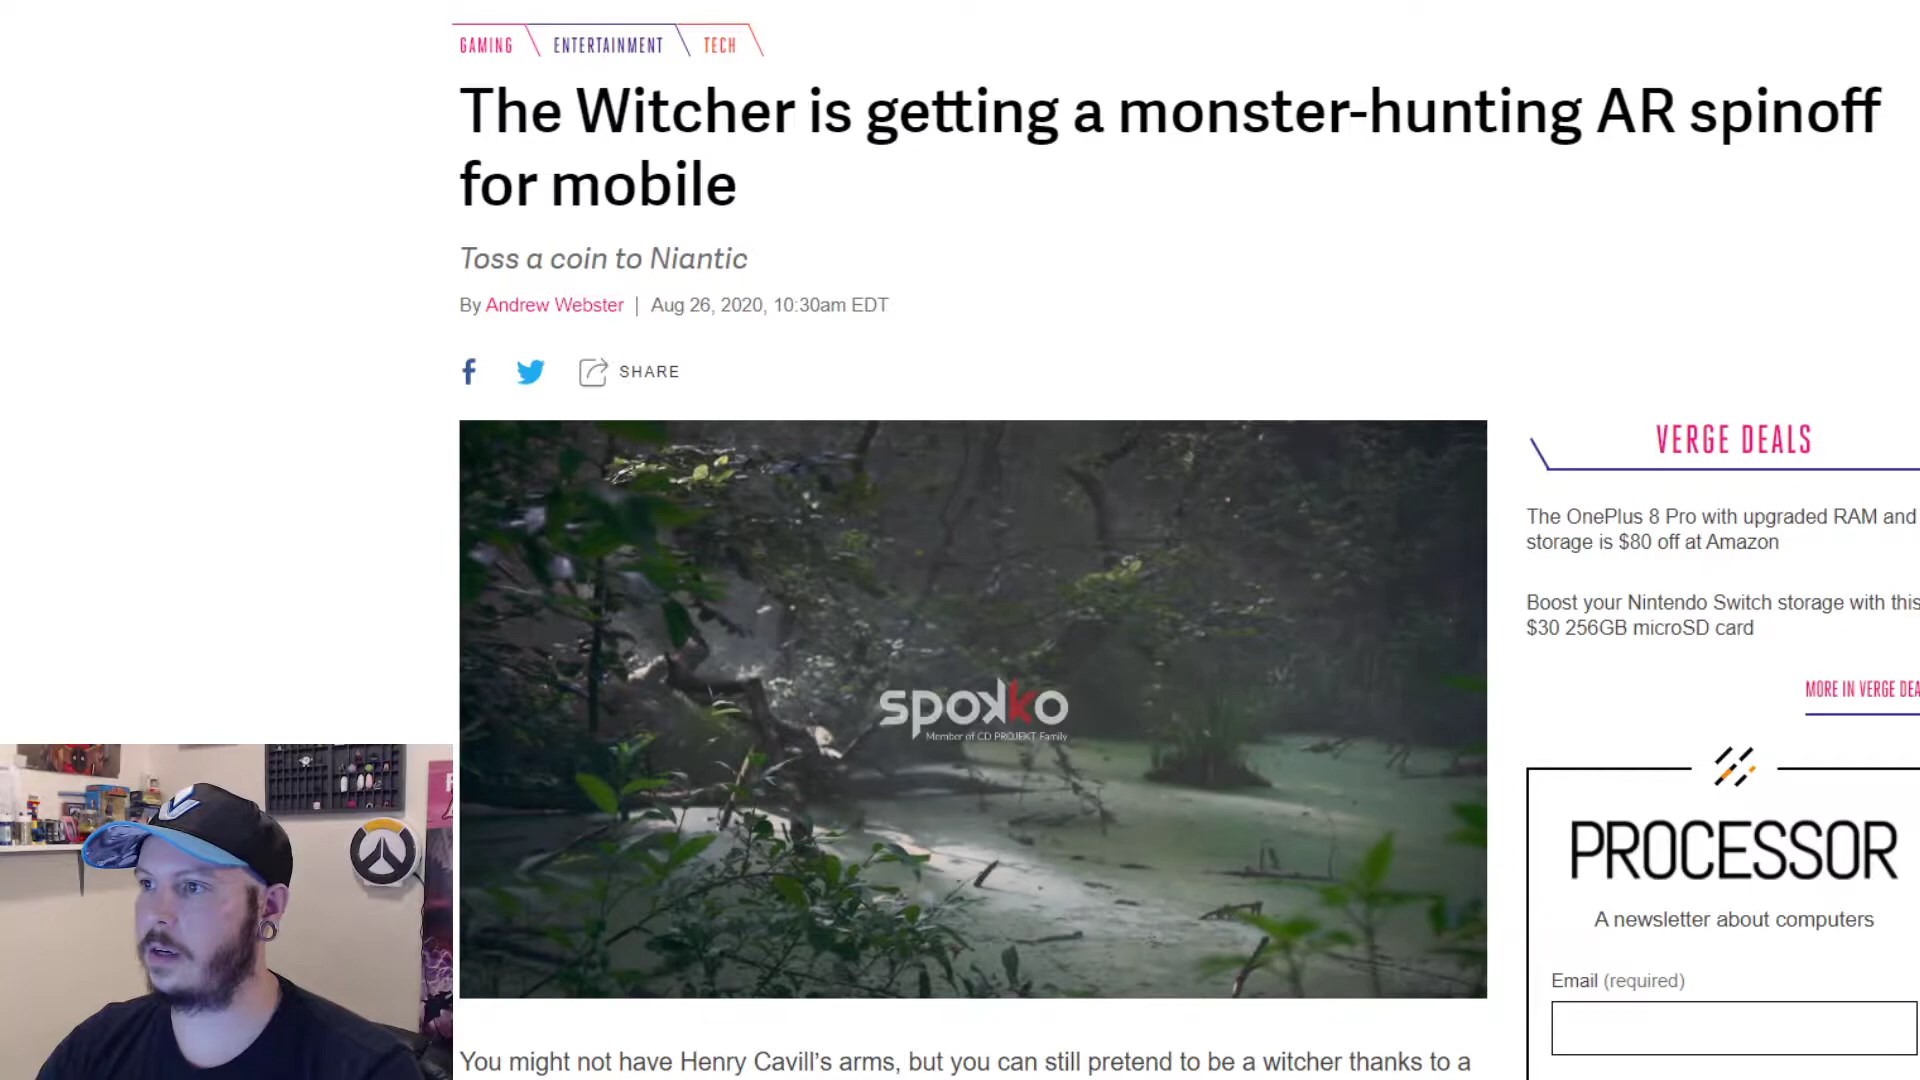 GAMING ENTERTAINMENT TECH
The Witcher is getting a monster-hunting AR spinoff
for mobile
Toss a coin to Niantic
By Andrew Webster | Aug 26, 2020, 10:30am EDT
SHARE
spokko
Member of CD PROJEKT Family
VERGE DEALS
The OnePlus 8 Pro with upgraded RAM and
storage is $80 off at Amazon
Boost your Nintendo Switch storage with this
$30 256GB microSD card
MORE IN VERGE DEA
PROCESSOR
A newsletter about computers
Email (required)
You might not have Henry Cavill’s arms, but you can still pretend to be a witcher thanks to a